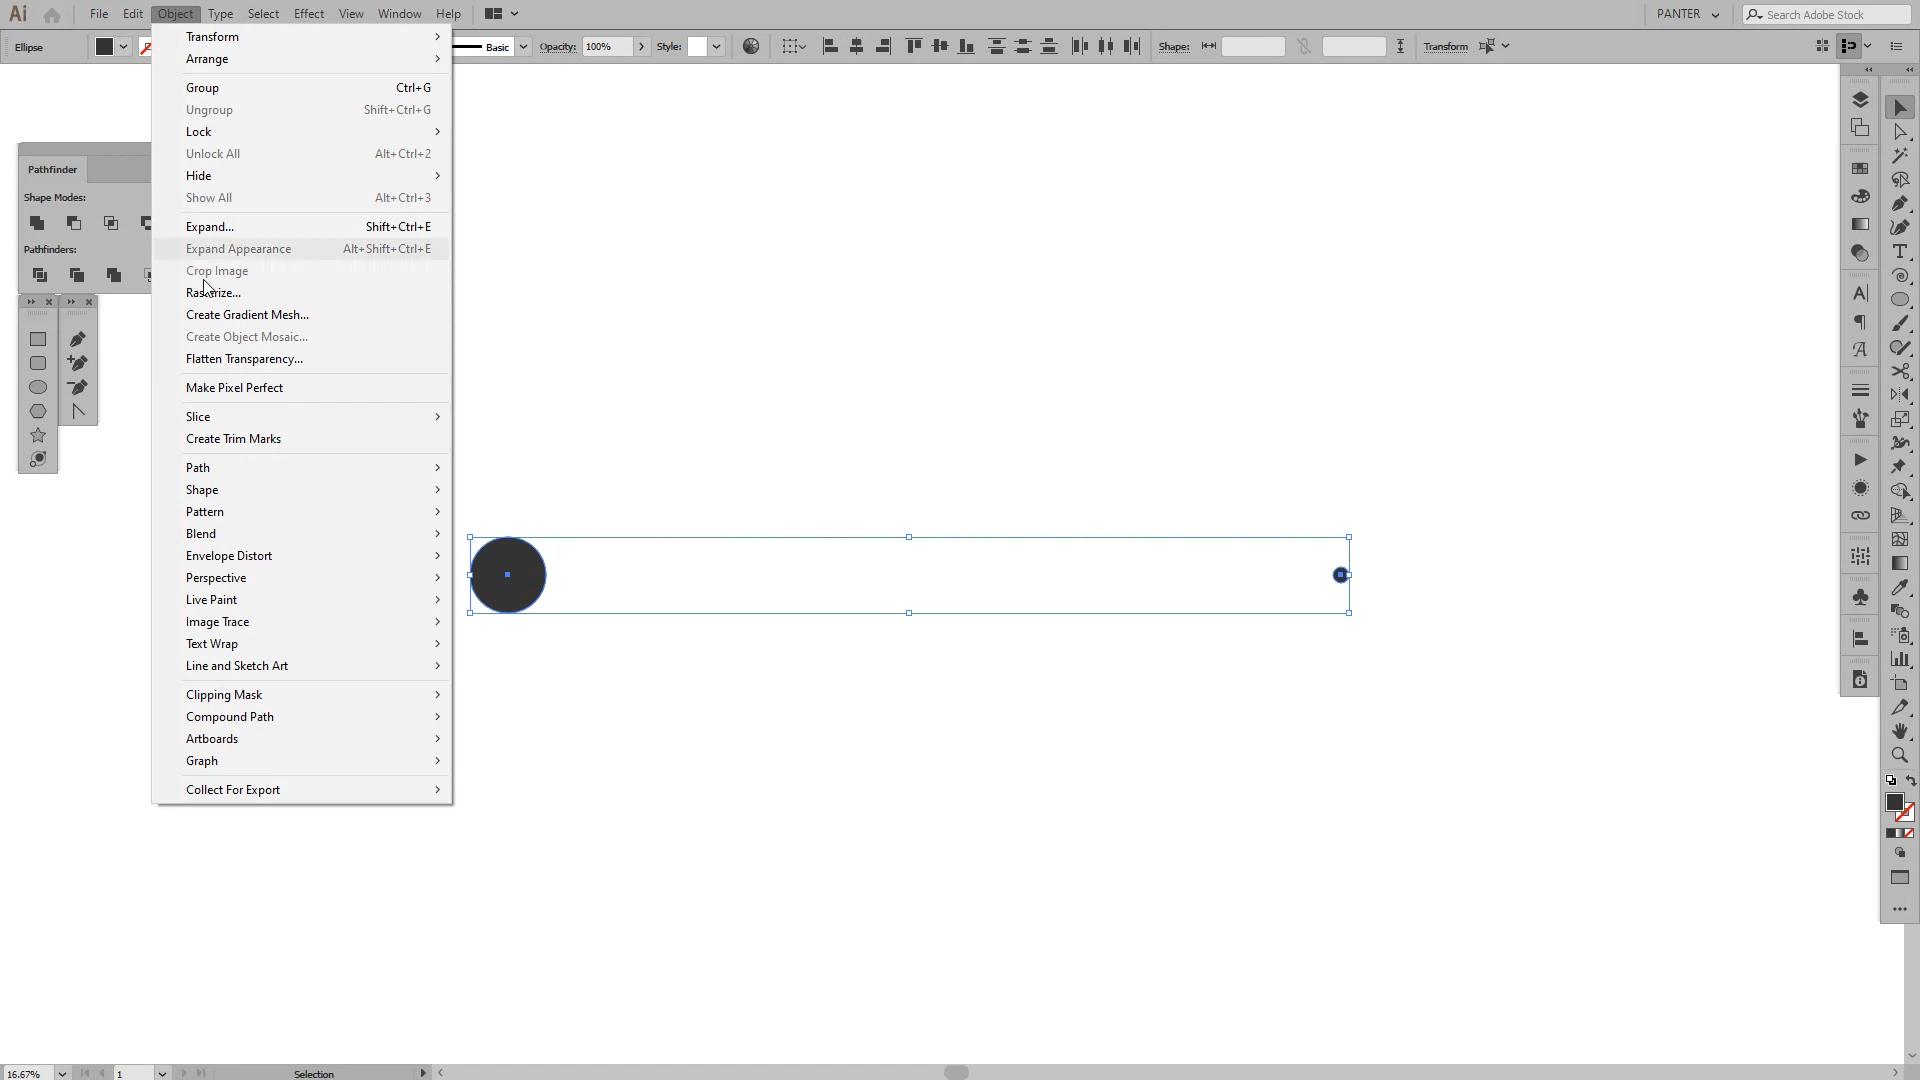 Ai File Edit Object Type Select Effect View Window Help PANTER Search Adobe Stock
Ellipse Basic Opacity: 100% Style: Shape: Transform
Transform
Arrange
Group Ctrl+G
Ungroup Shift+Ctrl+G
Lock
Unlock All Alt+Ctrl+2
Hide
Show All Alt+Ctrl+3
Expand... Shift+Ctrl+E
Expand Appearance Alt+Shift+Ctrl+E
Crop Image
Rasterize...
Create Gradient Mesh...
Create Object Mosaic...
Flatten Transparency...
Make Pixel Perfect
Slice
Create Trim Marks
Path
Shape
Pattern
Blend
Envelope Distort
Perspective
Live Paint
Image Trace
Text Wrap
Line and Sketch Art
Clipping Mask
Compound Path
Artboards
Graph
Collect For Export
Pathfinder
Shape Modes:
Pathfinders:
16.67% 1 Selection